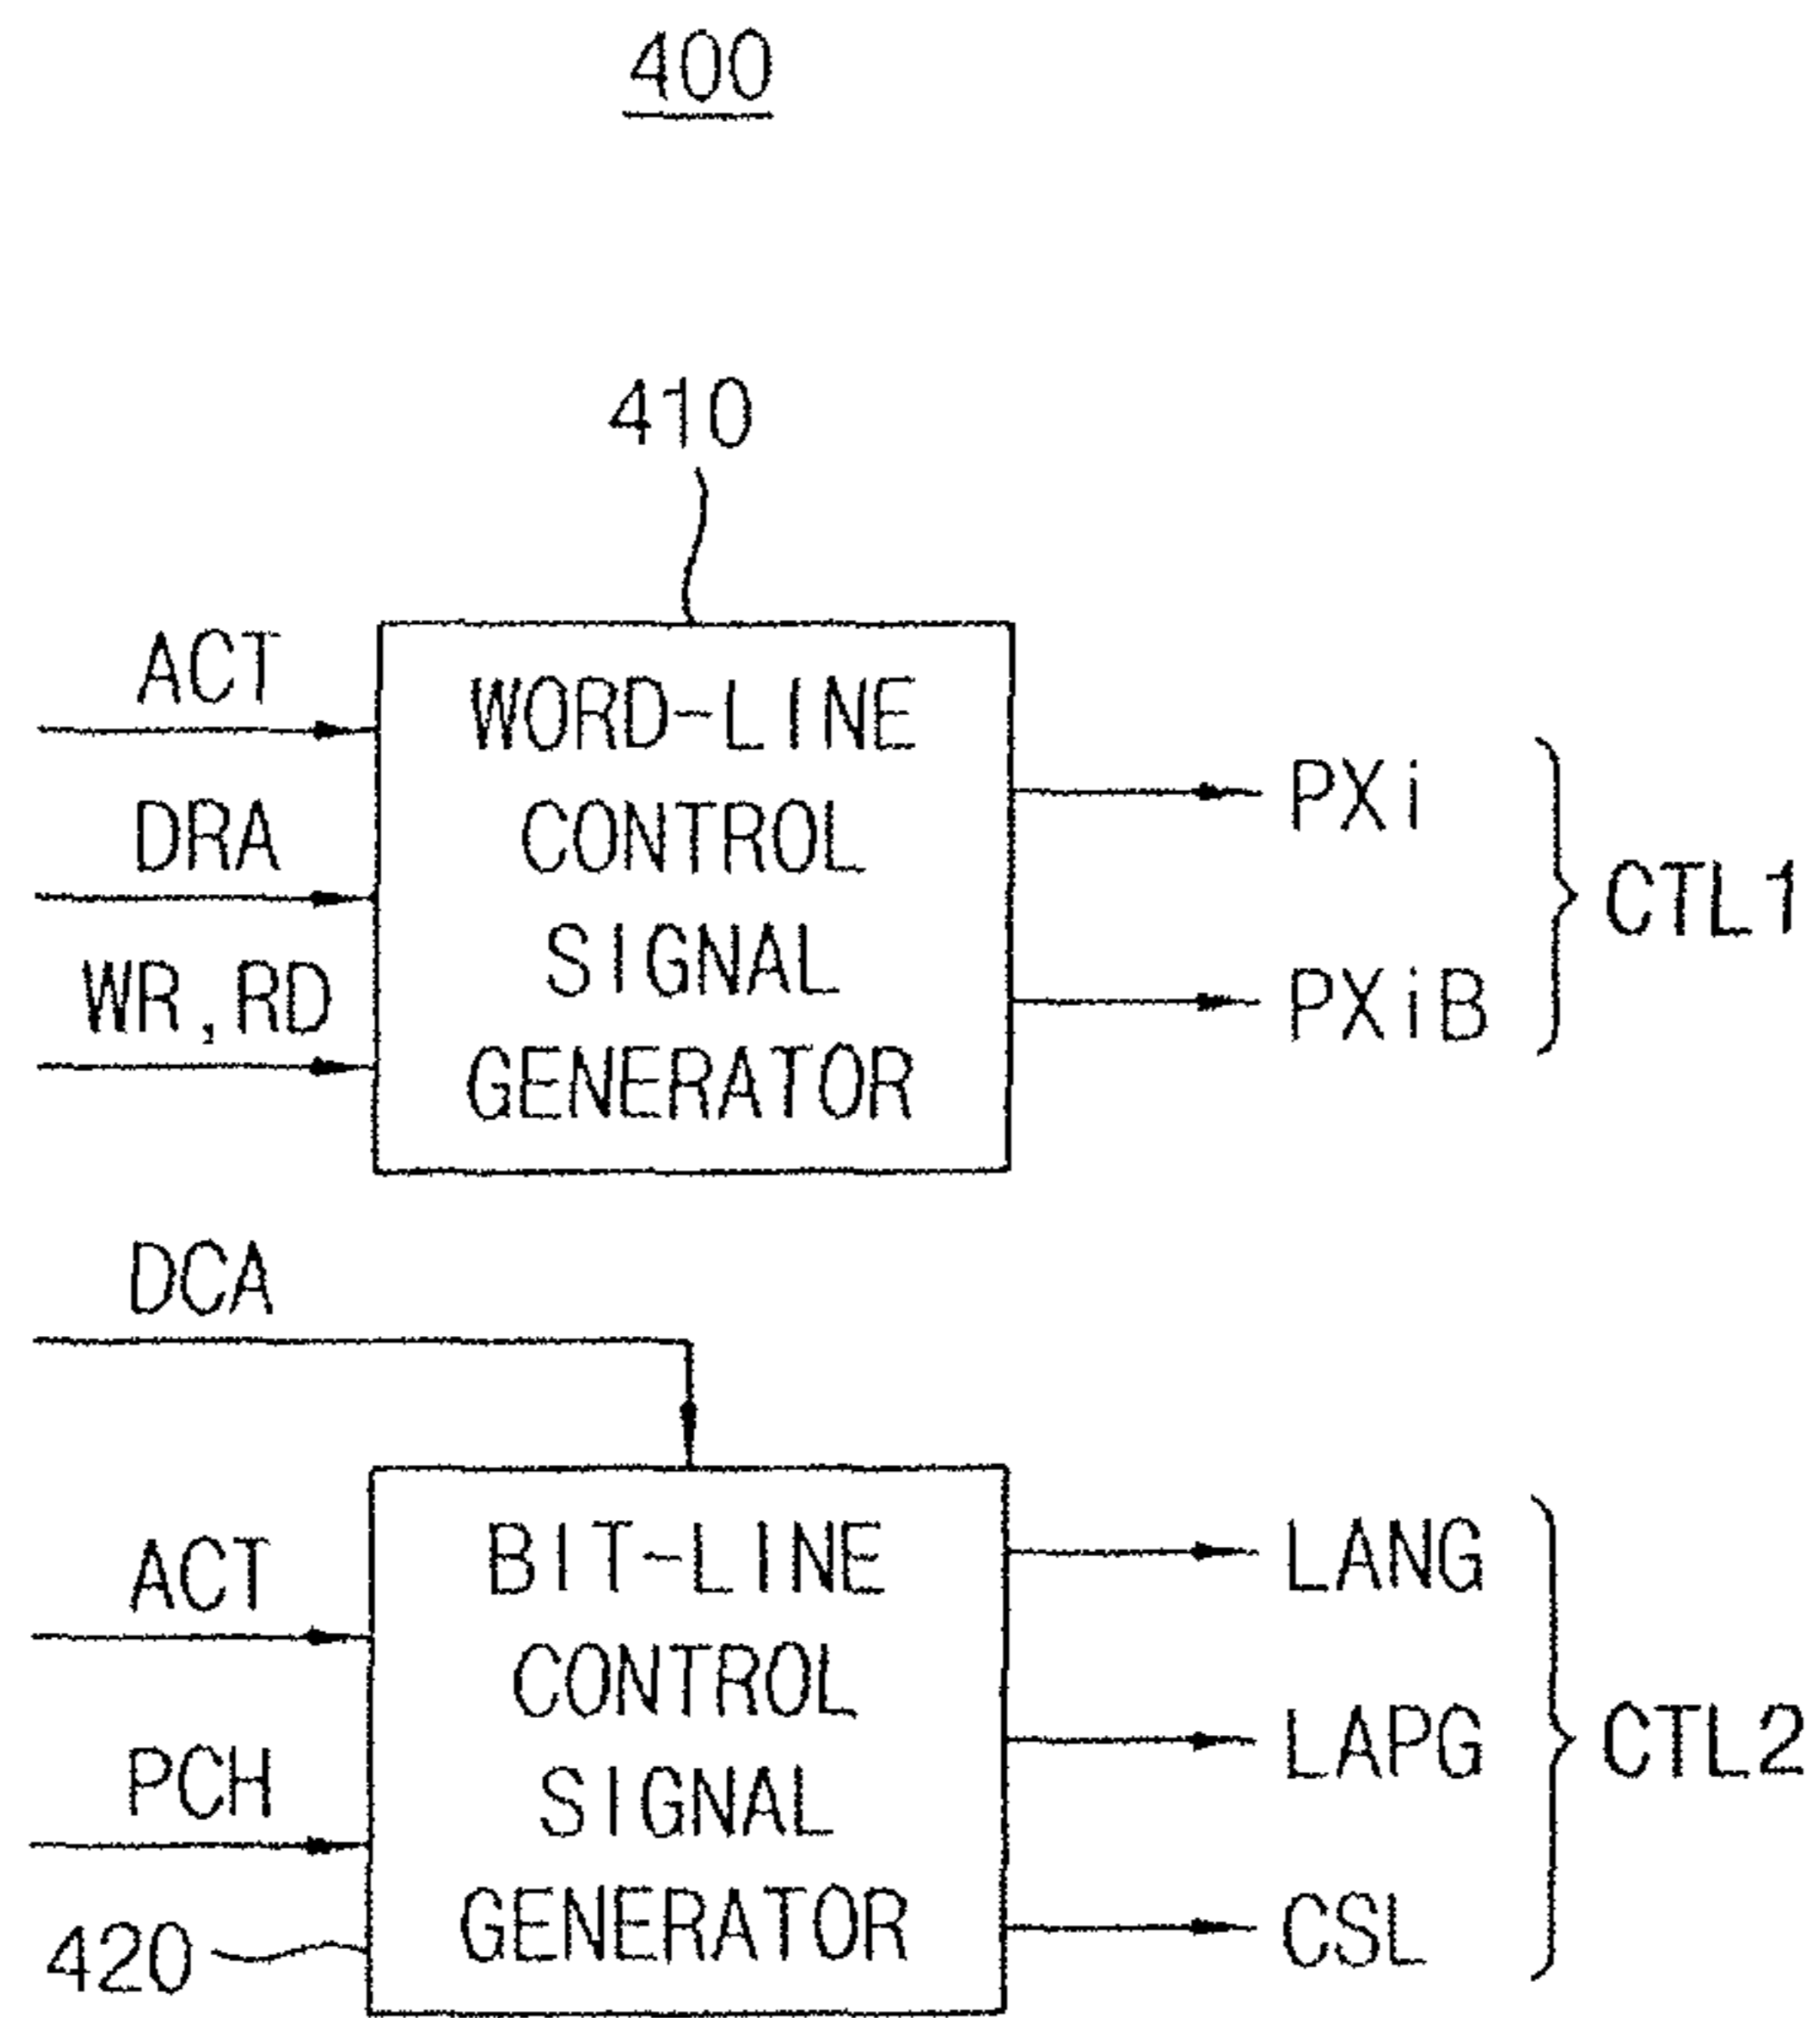 400
410
ACT
DRA
WR,RD
WORD-LINE
CONTROL
SIGNAL
GENERATOR
PXi
PXiB
CTL1
DCA
ACT
PCH
420
BIT-LINE
CONTROL
SIGNAL
GENERATOR
LANG
LAPG
CSL
CTL2